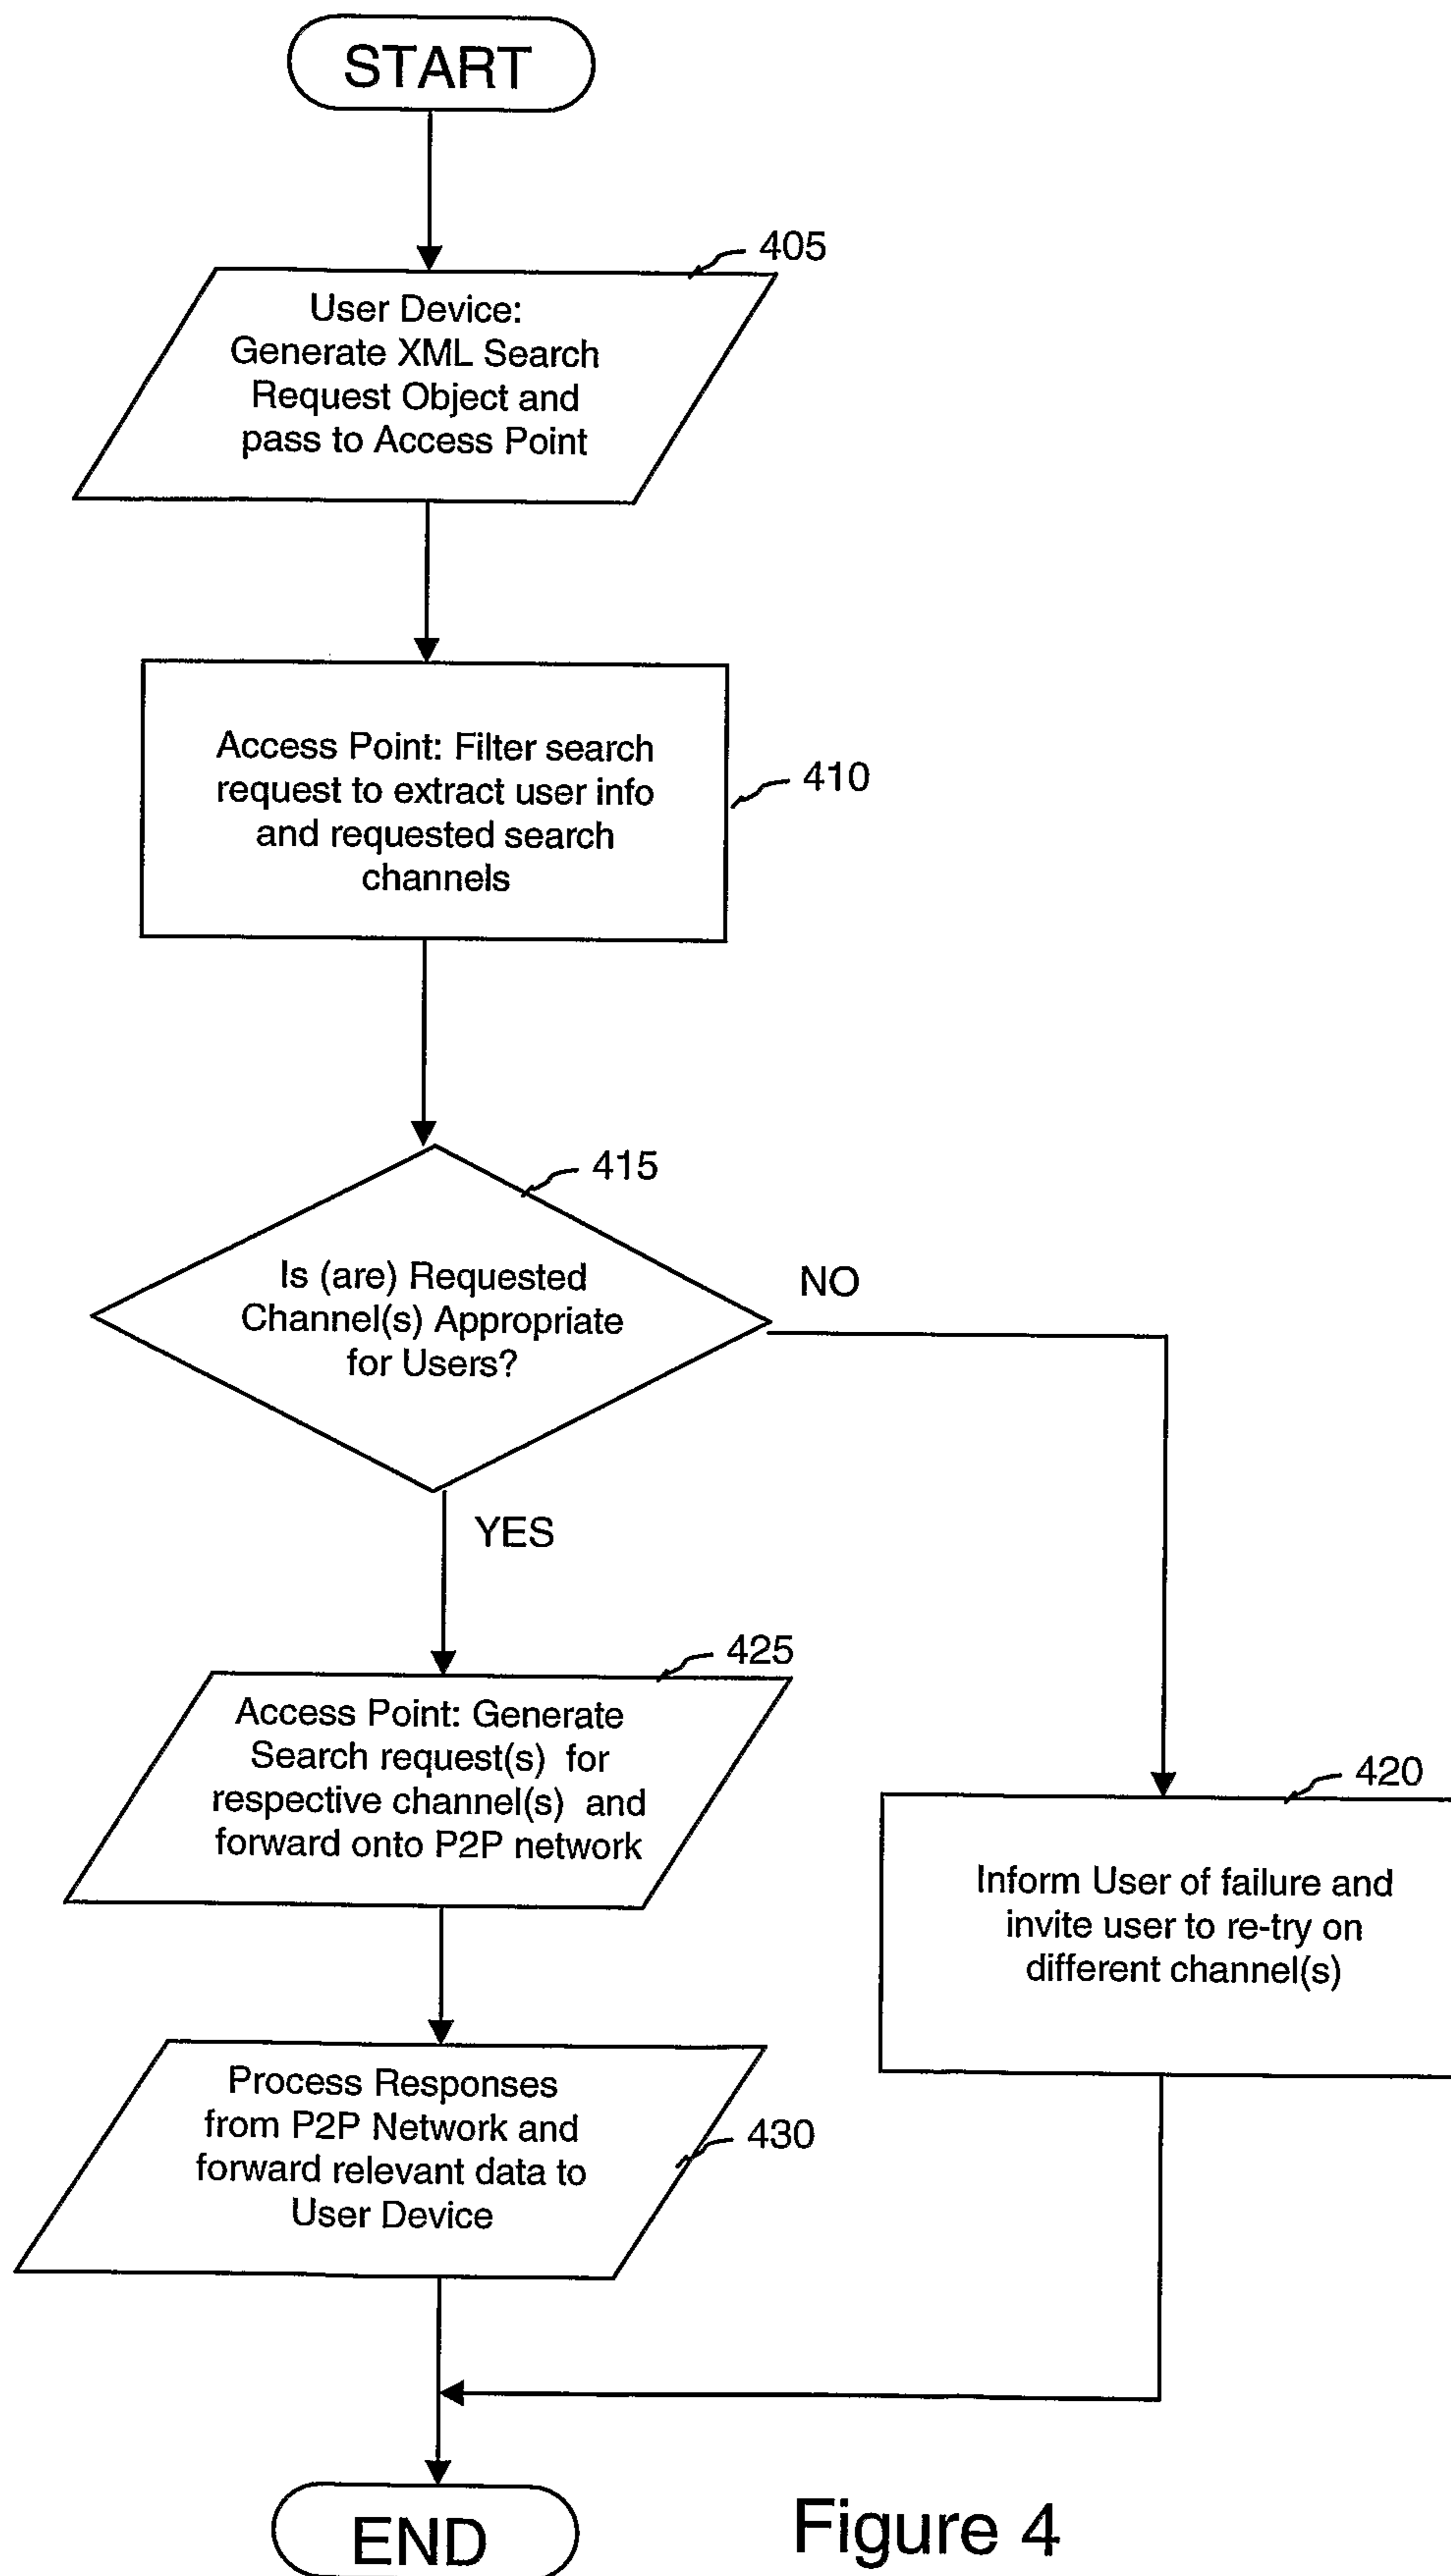 START
405
User Device:
Generate XML Search
Request Object and
pass to Access Point
Access Point: Filter search
request to extract user info
and requested search
channels
410
415
Is (are) Requested
Channel(s) Appropriate
for Users?
NO
YES
425
Access Point: Generate
Search request(s) for
respective channel(s) and
forward onto P2P network
420
Inform User of failure and
invite user to re-try on
different channel(s)
Process Responses
from P2P Network and
forward relevant data to
User Device
430
END
Figure 4